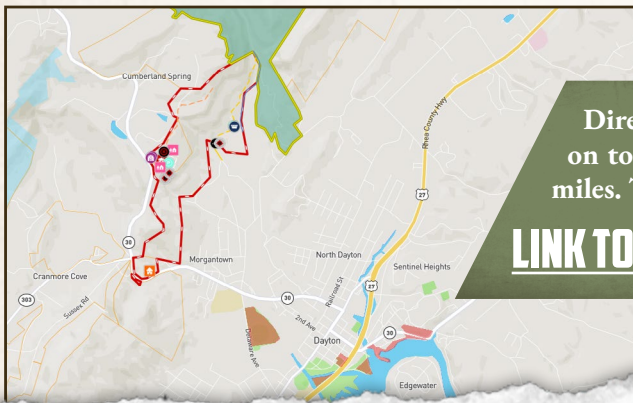 Cumberland Spring
Rhea County Hwy
27
30
Morgantown
North Dayton
Sentinel Heights
Cranmore Cove
303
Sussex Rd
30
Railroad St
27
2nd Ave
Delaware Ave
Dayton
30
Edgewater
Dire
on to
miles. T
LINK TO